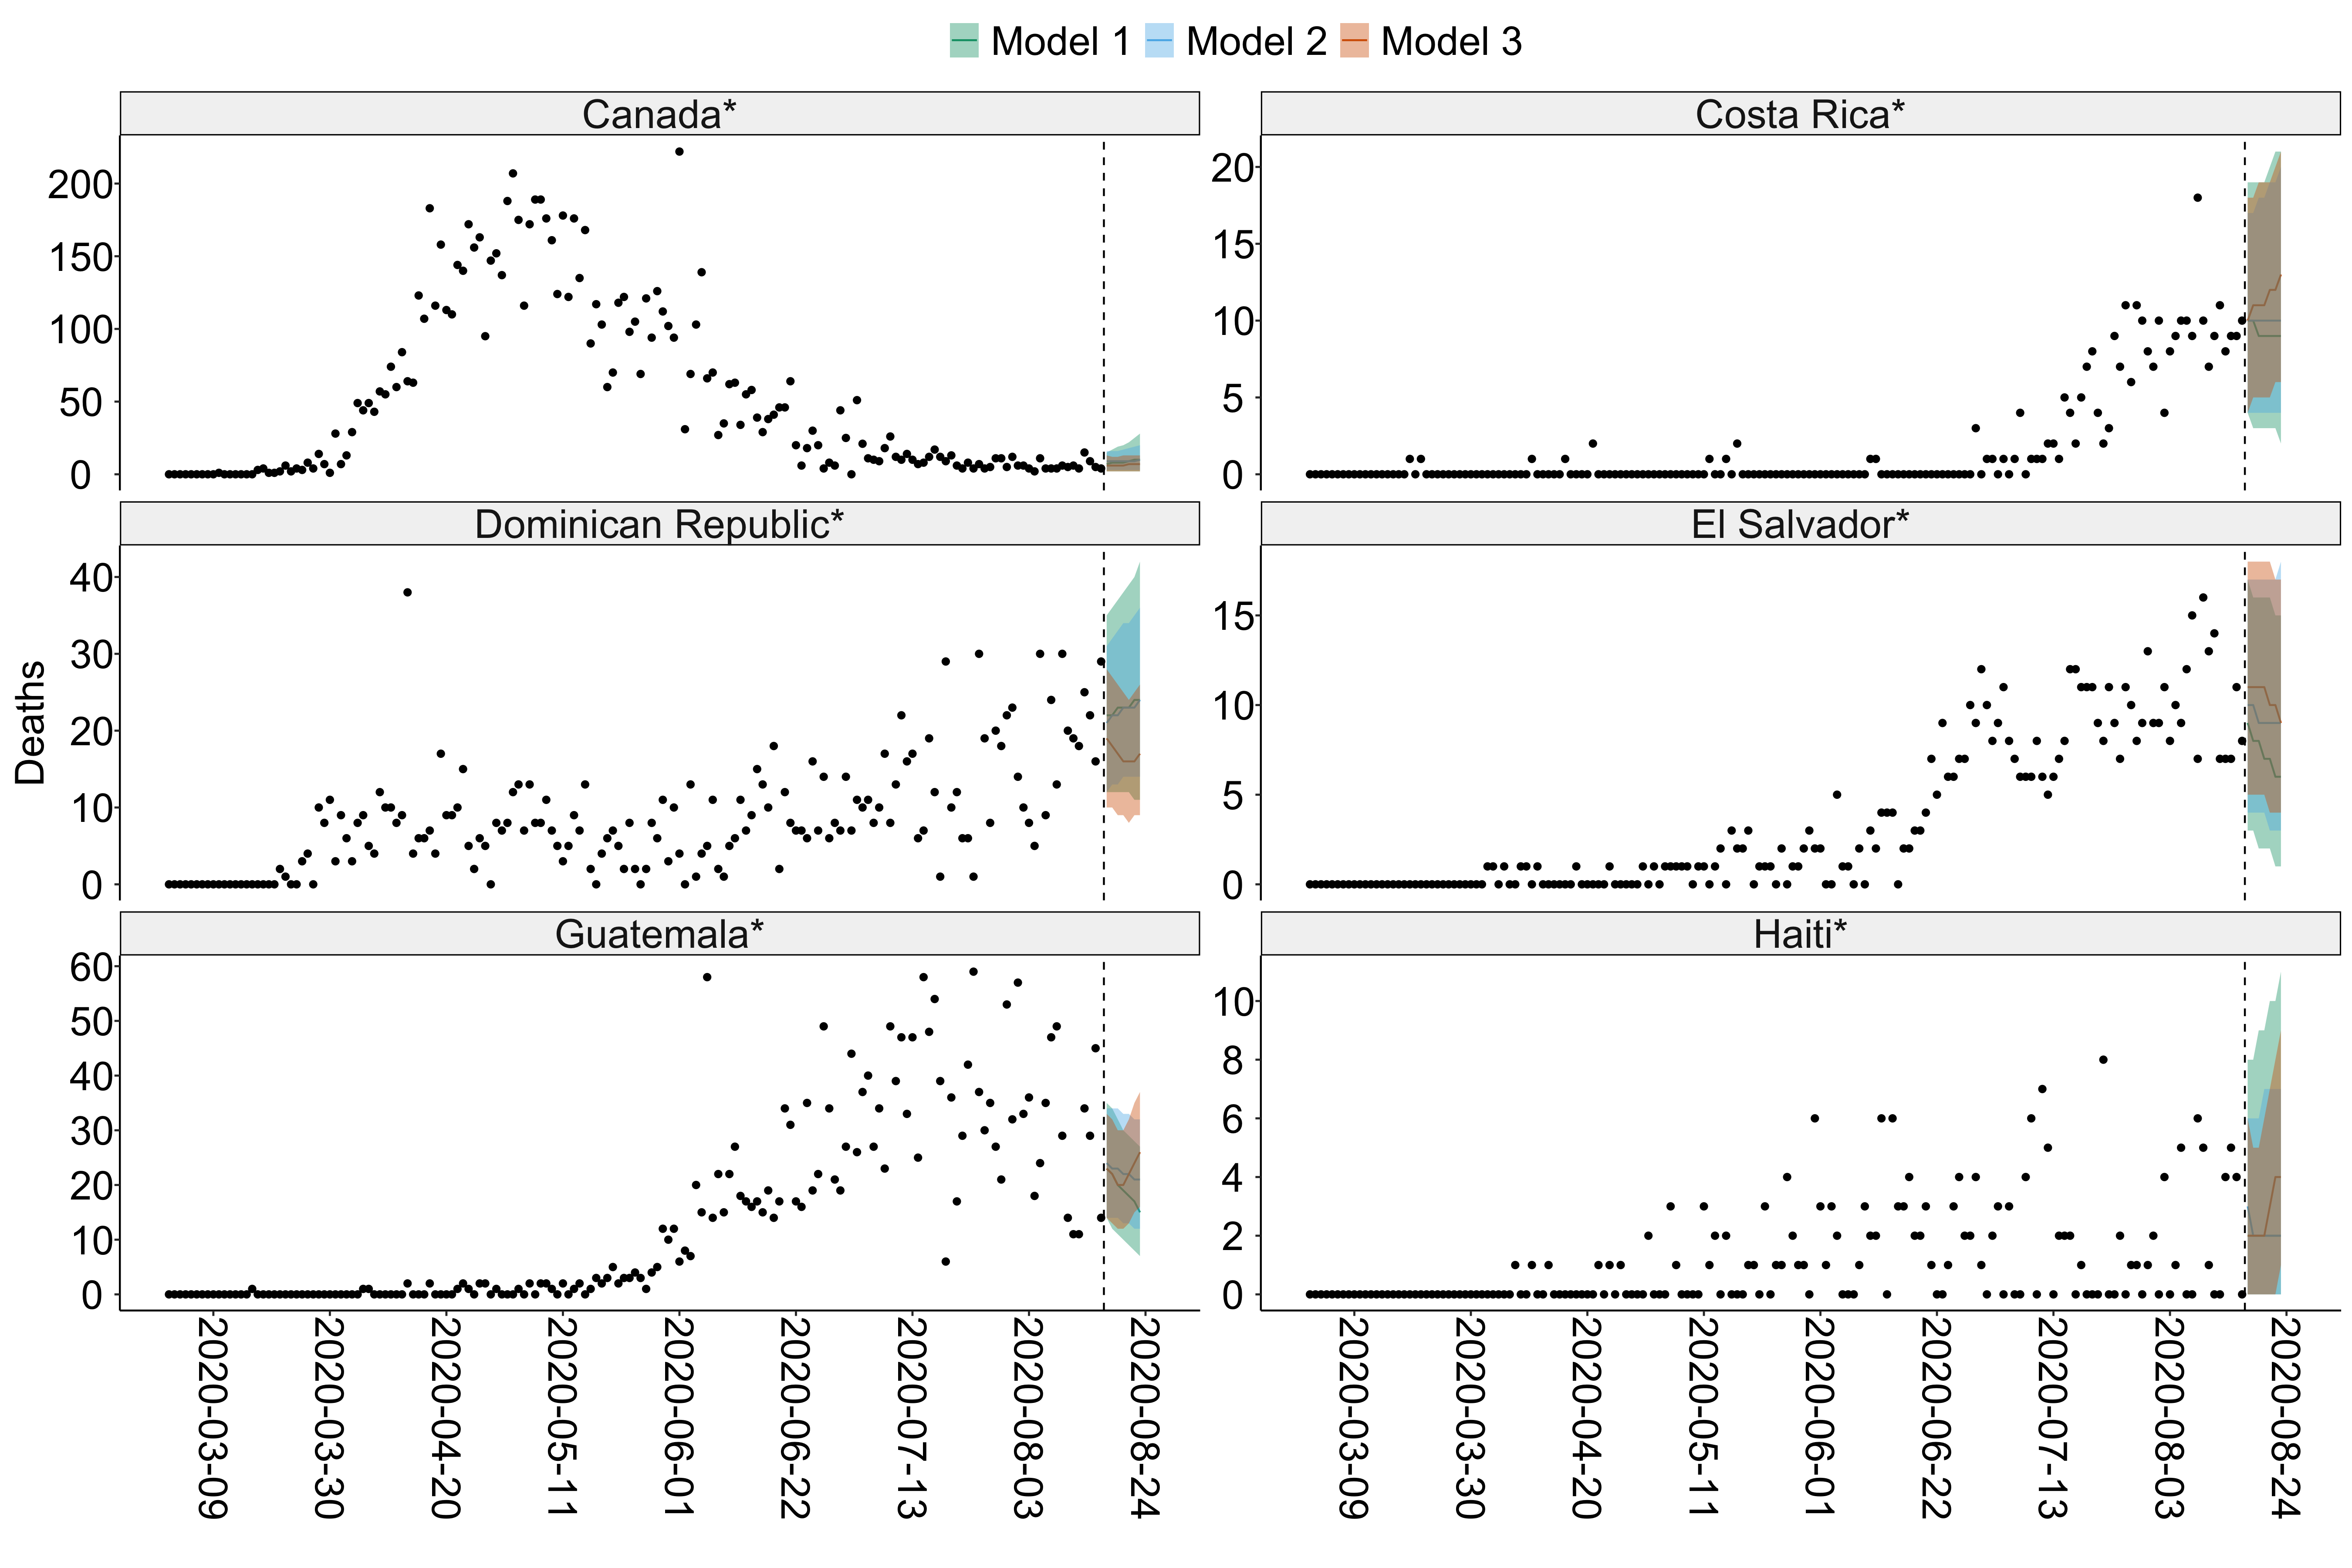 Model 1 Model 2 Model 3
Canada* Costa Rica*
200 20
150 15
100 10
50 5
0 0
Dominican Republic* El Salvador*
Deaths
40
30 15
20 10
10 5
0 0
Guatemala* Haiti*
60
50 10
40 8
30 6
20 4
10 2
0 0
2020-03-09 2020-03-30 2020-04-20 2020-05-11 2020-06-01 2020-06-22 2020-07-13 2020-08-03 2020-08-24 2020-03-09 2020-03-30 2020-04-20 2020-05-11 2020-06-01 2020-06-22 2020-07-13 2020-08-03 2020-08-24